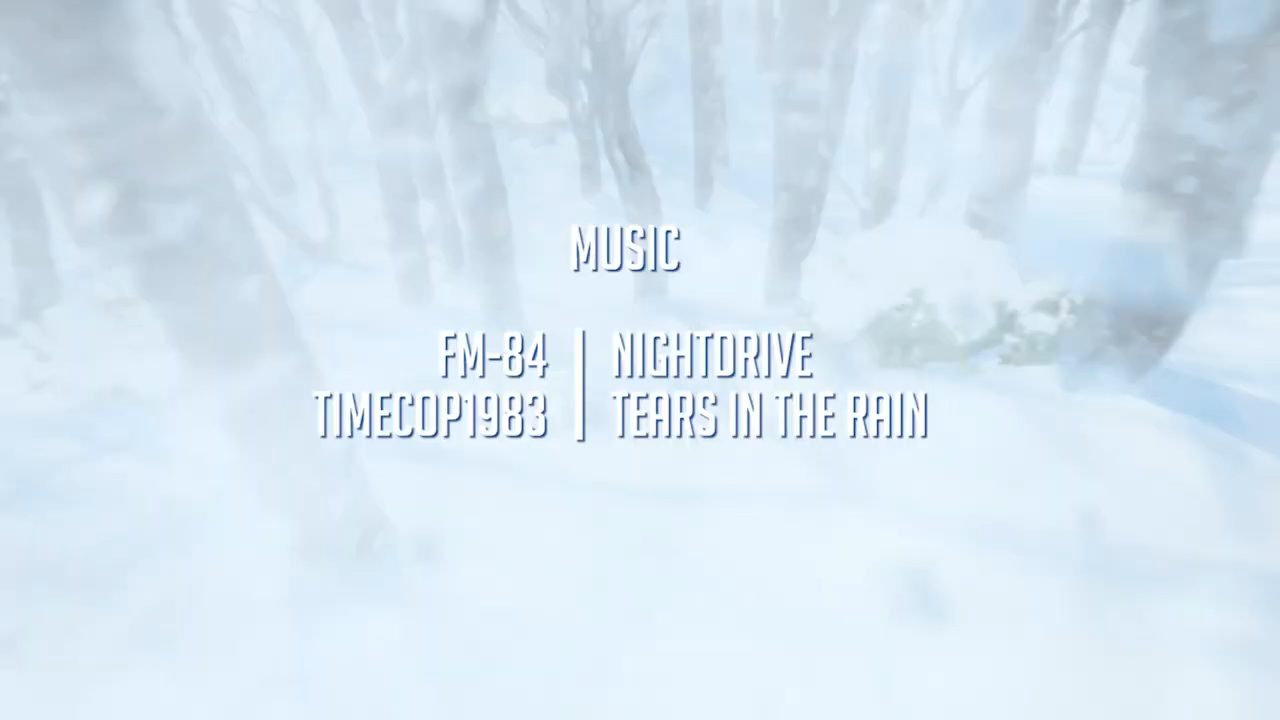 MUSIC
FM-84 | NIGHTDRIVE
TIMECOP1983 | TEARS IN THE RAIN